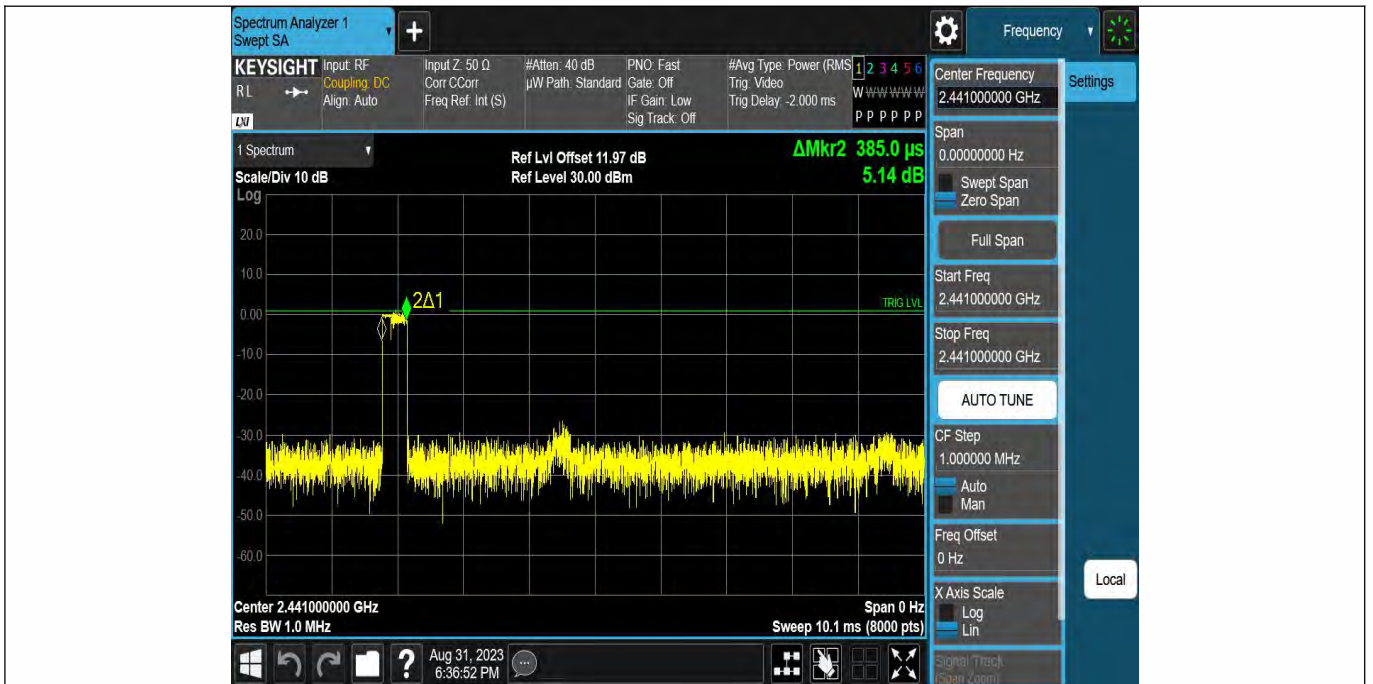 Spectrum Analyzer 1
Swept SA
Frequency
KEYSIGHT
RL
LXI
Input: RF
Coupling: DC
Align: Auto
Input Z: 50 Ω
Corr CCorr
Freq Ref: Int (S)
#Atten: 40 dB
µW Path: Standard
PNO: Fast
Gate: Off
IF Gain: Low
Sig Track: Off
#Avg Type: Power (RMS
Trig: Video
Trig Delay: -2.000 ms
1 2 3 4 5 6
W W W W W W
P P P P P P
1 Spectrum
Scale/Div 10 dB
Log
Ref Lvl Offset 11.97 dB
Ref Level 30.00 dBm
ΔMkr2 385.0 µs
5.14 dB
20.0
10.0
0.00
-10.0
-20.0
-30.0
-40.0
-50.0
-60.0
2Δ1
TRIG LVL
Center 2.441000000 GHz
Res BW 1.0 MHz
Span 0 Hz
Sweep 10.1 ms (8000 pts)
Aug 31, 2023
6:36:52 PM
Center Frequency
2.441000000 GHz
Settings
Span
0.00000000 Hz
Swept Span
Zero Span
Full Span
Start Freq
2.441000000 GHz
Stop Freq
2.441000000 GHz
AUTO TUNE
CF Step
1.000000 MHz
Auto
Man
Freq Offset
0 Hz
X Axis Scale
Log
Lin
Local
Signal Track
(Span Zoom)